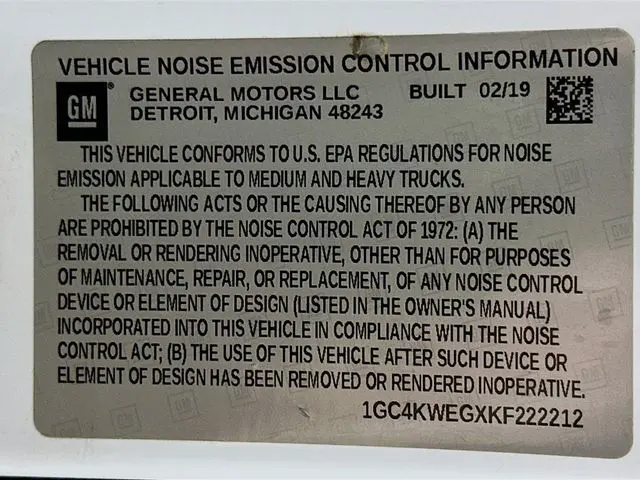 VEHICLE NOISE EMISSION CONTROL INFORMATION
GM® GENERAL MOTORS LLC BUILT 02/19
DETROIT, MICHIGAN 48243
THIS VEHICLE CONFORMS TO U.S. EPA REGULATIONS FOR NOISE
EMISSION APPLICABLE TO MEDIUM AND HEAVY TRUCKS.
THE FOLLOWING ACTS OR THE CAUSING THEREOF BY ANY PERSON
ARE PROHIBITED BY THE NOISE CONTROL ACT OF 1972: (A) THE
REMOVAL OR RENDERING INOPERATIVE, OTHER THAN FOR PURPOSES
OF MAINTENANCE, REPAIR, OR REPLACEMENT, OF ANY NOISE CONTROL
DEVICE OR ELEMENT OF DESIGN (LISTED IN THE OWNER'S MANUAL)
INCORPORATED INTO THIS VEHICLE IN COMPLIANCE WITH THE NOISE
CONTROL ACT; (B) THE USE OF THIS VEHICLE AFTER SUCH DEVICE OR
ELEMENT OF DESIGN HAS BEEN REMOVED OR RENDERED INOPERATIVE.
1GC4KWEGXKF222212